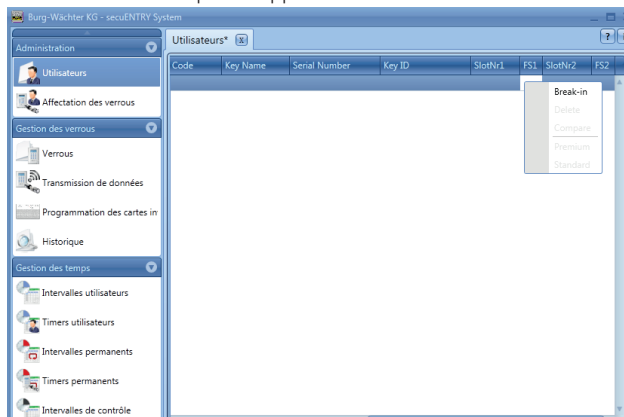 Burg-Wächter KG - secuENTRY System
Administration
Utilisateurs
Affectation des verrous
Gestion des verrous
Verrous
Transmission de données
Programmation des cartes in
Historique
Gestion des temps
Intervalles utilisateurs
Timers utilisateurs
Intervalles permanents
Timers permanents
Intervalles de contrôle
Utilisateurs*
Code Key Name Serial Number Key ID SlotNr1 FS1 SlotNr2 FS2
Break-in
Delete
Compare
Premium
Standard